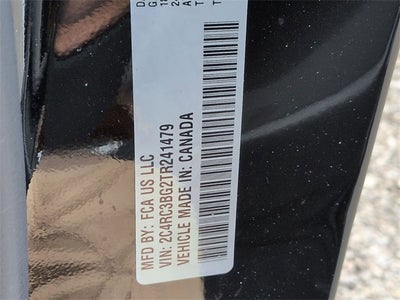 MFD BY: FCA US LLC
VIN: 2C4RC3BG2TR241479
VEHICLE MADE IN: CANADA